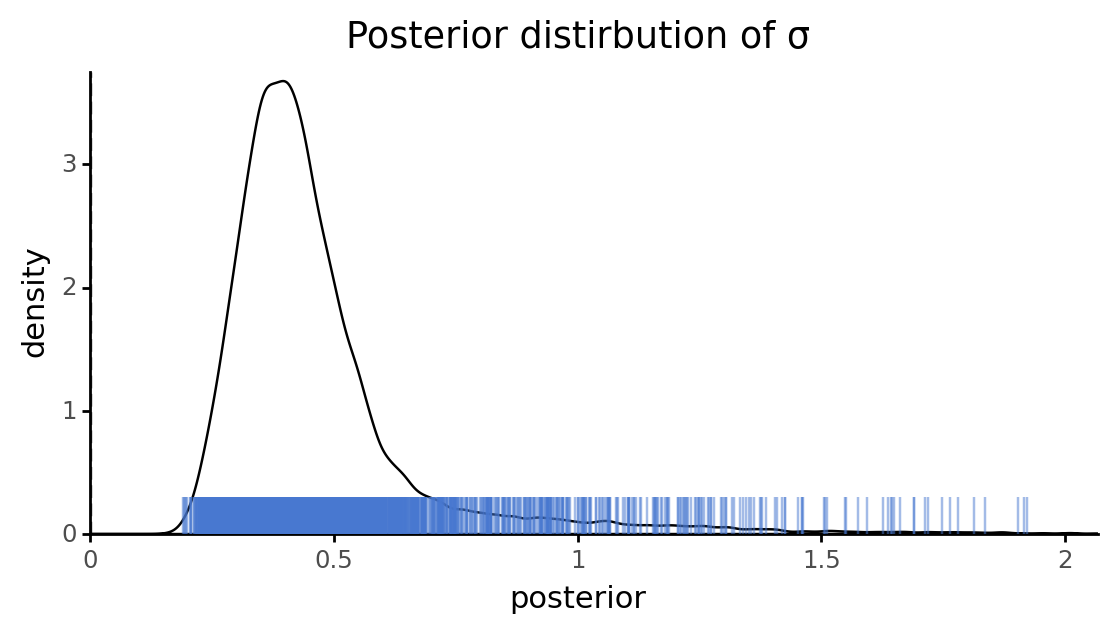 Posterior distirbution of σ
density
3
2
1
0
0 0.5 1 1.5 2
posterior